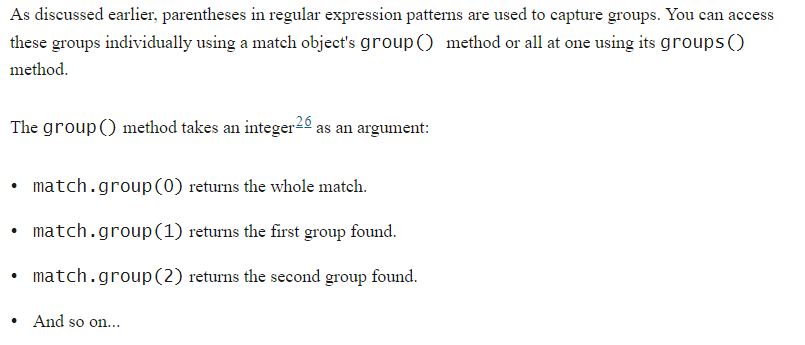 As discussed earlier, parentheses in regular expression patterns are used to capture groups. You can access
these groups individually using a match object's group() method or all at one using its groups()
method.
The group() method takes an integer26 as an argument:
• match.group(0) returns the whole match.
• match.group(1) returns the first group found.
• match.group(2) returns the second group found.
• And so on...